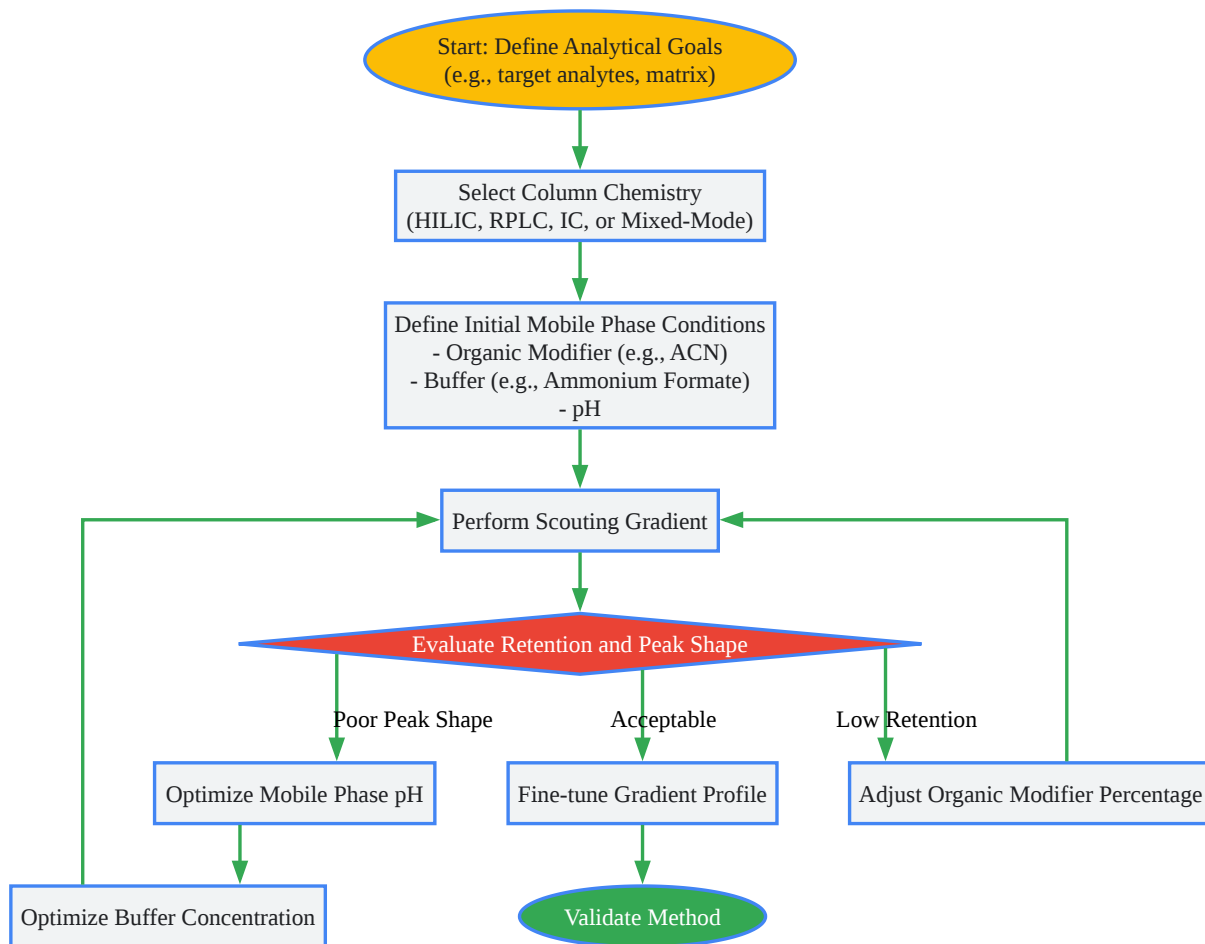 Start: Define Analytical Goals
(e.g., target analytes, matrix)
Select Column Chemistry
(HILIC, RPLC, IC, or Mixed-Mode)
Define Initial Mobile Phase Conditions
- Organic Modifier (e.g., ACN)
- Buffer (e.g., Ammonium Formate)
- pH
Perform Scouting Gradient
Evaluate Retention and Peak Shape
Poor Peak Shape
Acceptable
Low Retention
Optimize Mobile Phase pH
Fine-tune Gradient Profile
Adjust Organic Modifier Percentage
Optimize Buffer Concentration
Validate Method